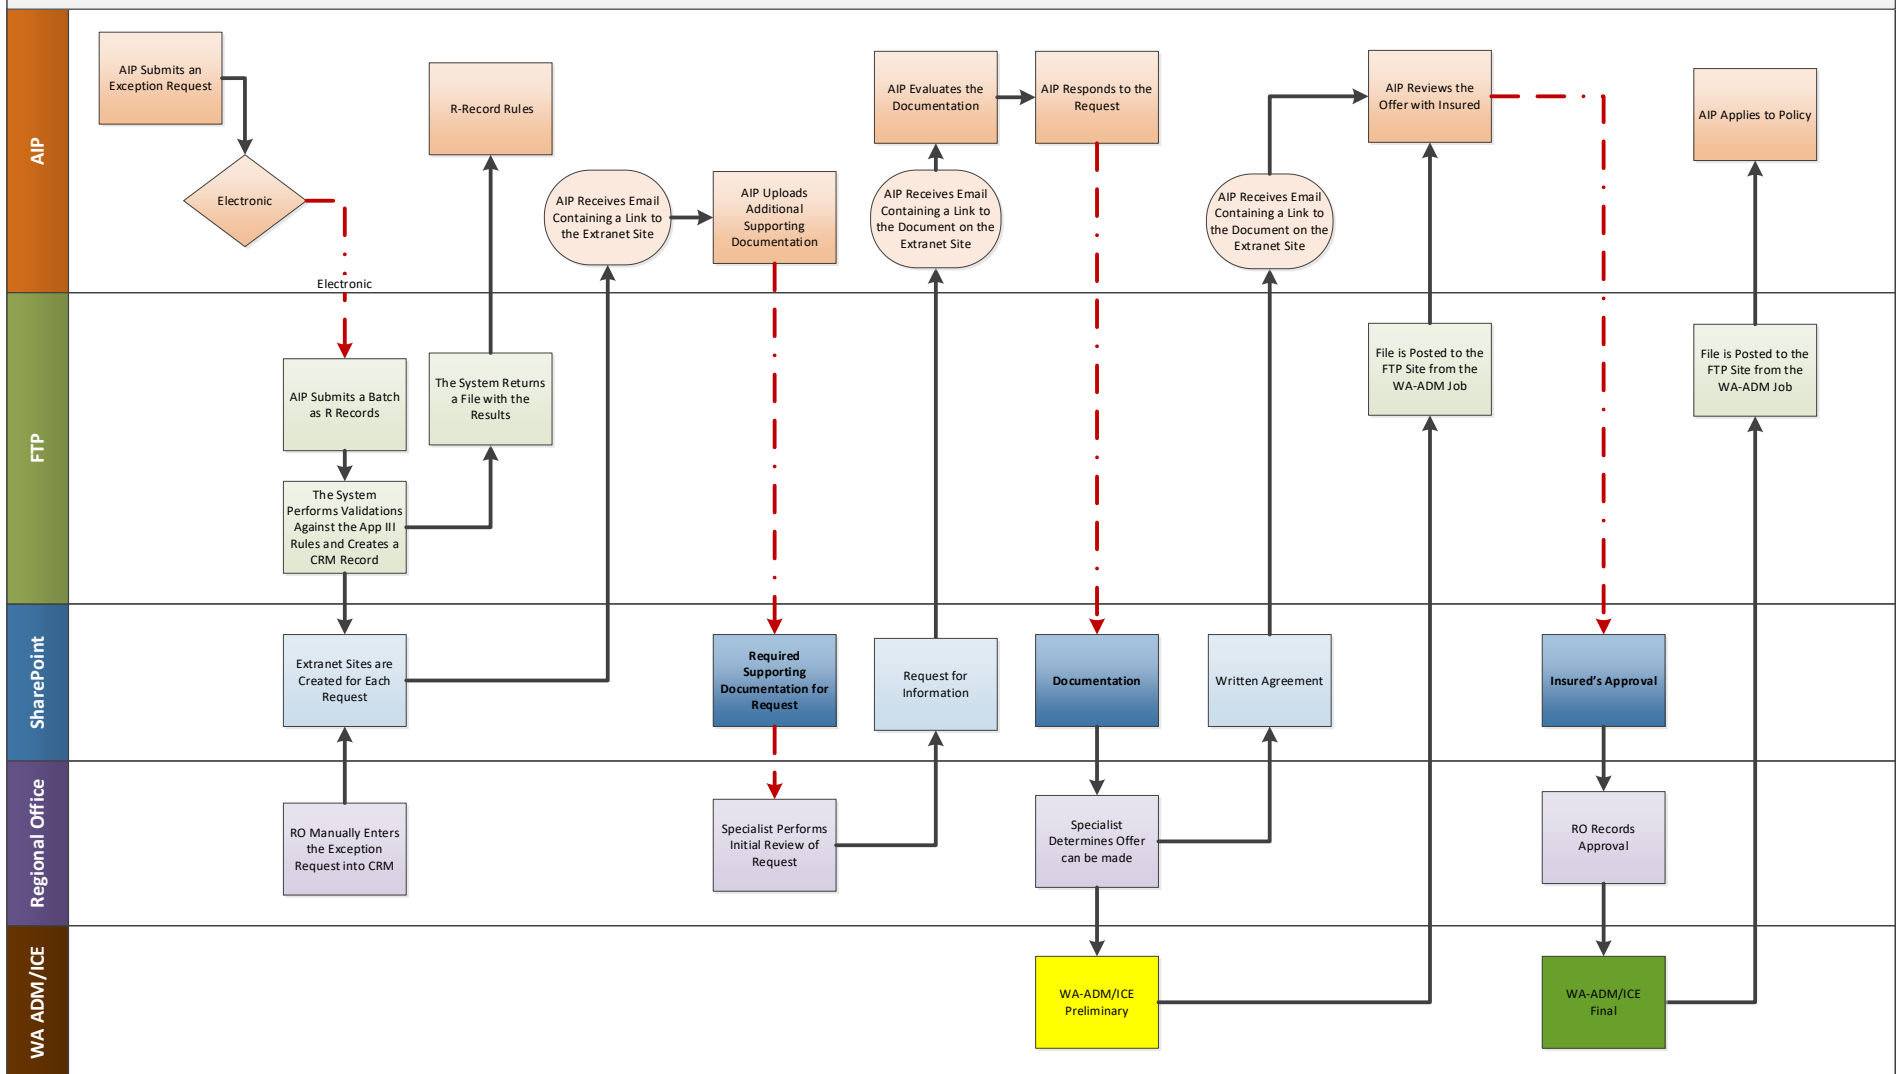 AIP
AIP Submits an
Exception Request
Electronic
Electronic
R-Record Rules
AIP Receives Email
Containing a Link to
the Extranet Site
AIP Uploads
Additional
Supporting
Documentation
AIP Evaluates the
Documentation
AIP Receives Email
Containing a Link to
the Document on the
Extranet Site
AIP Responds to the
Request
AIP Receives Email
Containing a Link to
the Document on the
Extranet Site
AIP Reviews the
Offer with Insured
AIP Applies to Policy
FTP
AIP Submits a Batch
as R Records
The System
Performs Validations
Against the App III
Rules and Creates a
CRM Record
The System Returns
a File with the
Results
File is Posted to the
FTP Site from the
WA-ADM Job
File is Posted to the
FTP Site from the
WA-ADM Job
SharePoint
Extranet Sites are
Created for Each
Request
Required
Supporting
Documentation for
Request
Request for
Information
Documentation
Written Agreement
Insured's Approval
Regional Office
RO Manually Enters
the Exception
Request into CRM
Specialist Performs
Initial Review of
Request
Specialist
Determines Offer
can be made
RO Records
Approval
WA ADM/ICE
WA-ADM/ICE
Preliminary
WA-ADM/ICE
Final